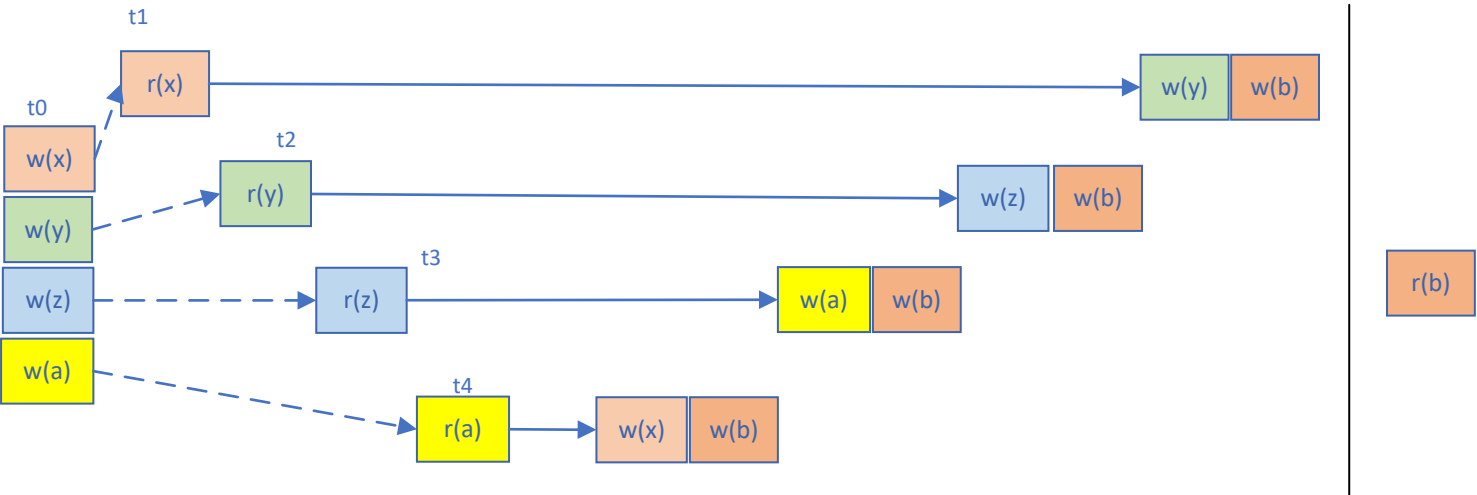 t1
r(x)
w(y) w(b)
t0
w(x)
t2
r(y)
w(z) w(b)
w(y)
t3
w(z)
r(z)
w(a) w(b)
r(b)
w(a)
t4
r(a)
w(x) w(b)